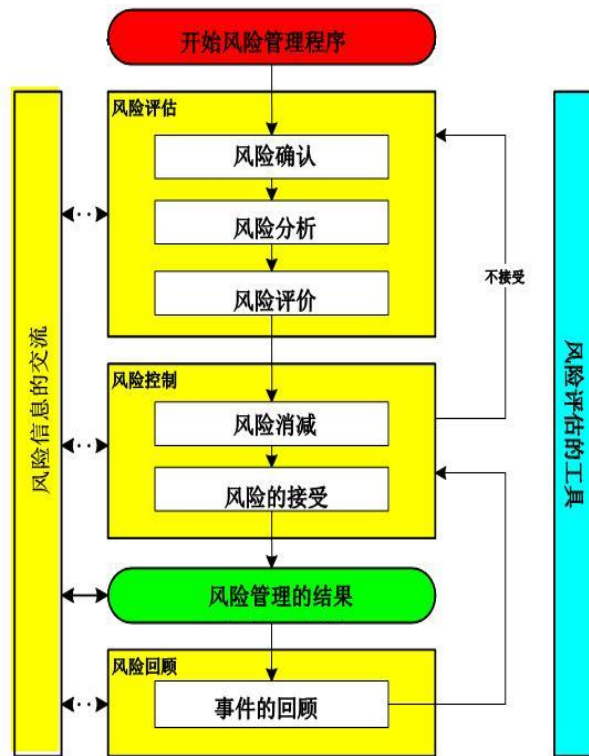 开始风险管理程序
风险评估
风险确认
风险分析
风险评价
不接受
风险控制
风险消减
风险的接受
风险管理的结果
风险回顾
事件的回顾
风险信息的交流
风险评估的工具